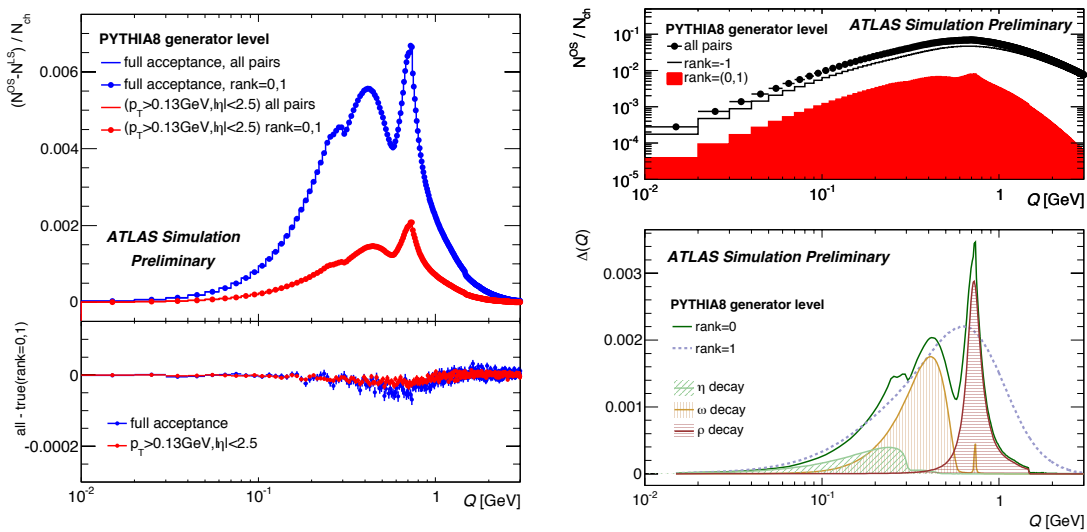 (N^OS-N^LS) / N_ch
PYTHIA8 generator level
full acceptance, all pairs
full acceptance, rank=0,1
(p_T>0.13GeV,|η|<2.5) all pairs
(p_T>0.13GeV,|η|<2.5) rank=0,1
0.006
0.004
0.002
0
ATLAS Simulation
Preliminary
all - true(rank=0,1)
0
-0.0002
full acceptance
p_T>0.13GeV,|η|<2.5
10^-2
10^-1
1
Q [GeV]
N^OS / N_ch
ATLAS Simulation Preliminary
PYTHIA8 generator level
all pairs
rank=-1
rank=(0,1)
10^-1
10^-2
10^-3
10^-4
10^-5
10^-2
10^-1
1
Q [GeV]
Δ(Q)
ATLAS Simulation Preliminary
PYTHIA8 generator level
rank=0
rank=1
η decay
ω decay
ρ decay
0.003
0.002
0.001
0
10^-2
10^-1
1
Q [GeV]